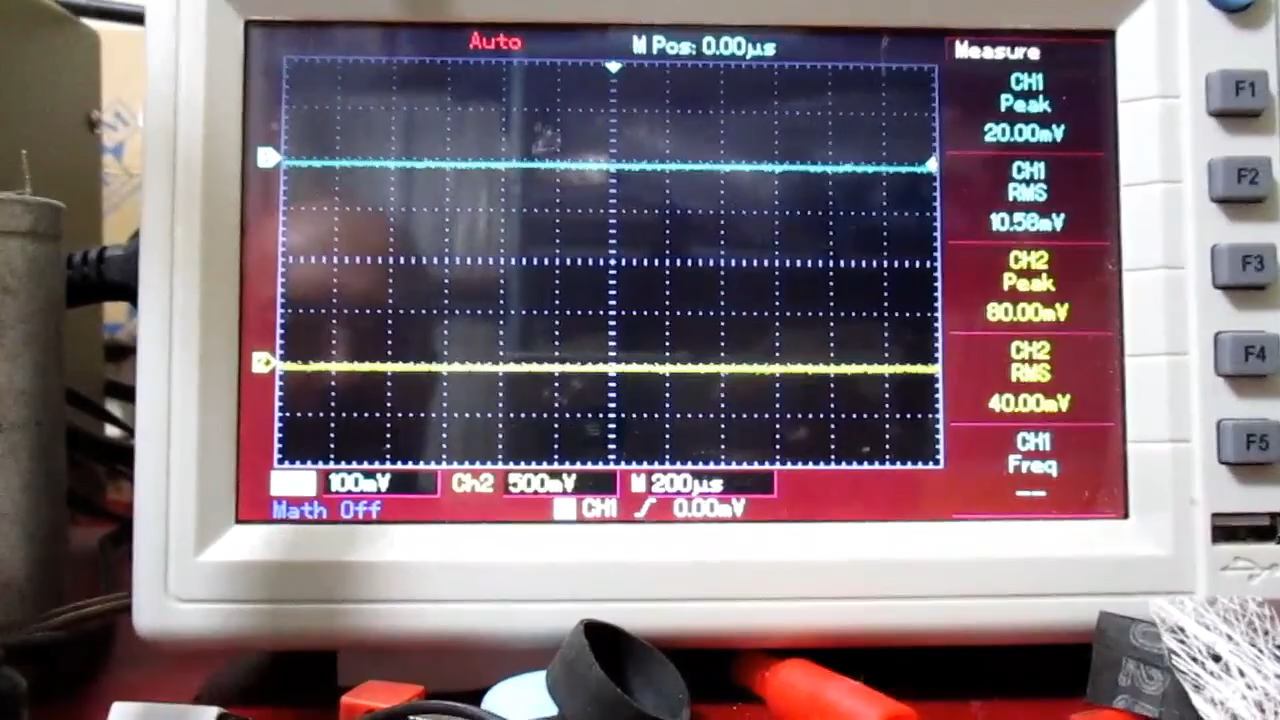 Auto
M Pos: 0.00µs
Measure
CH1
Peak
20.00mV
CH1
RMS
10.58mV
CH2
Peak
80.00mV
CH2
RMS
40.00mV
CH1
Freq
---
100mV
Ch2 500mV
M 200µs
Math Off
CH1 0.00mV
F1
F2
F3
F4
F5